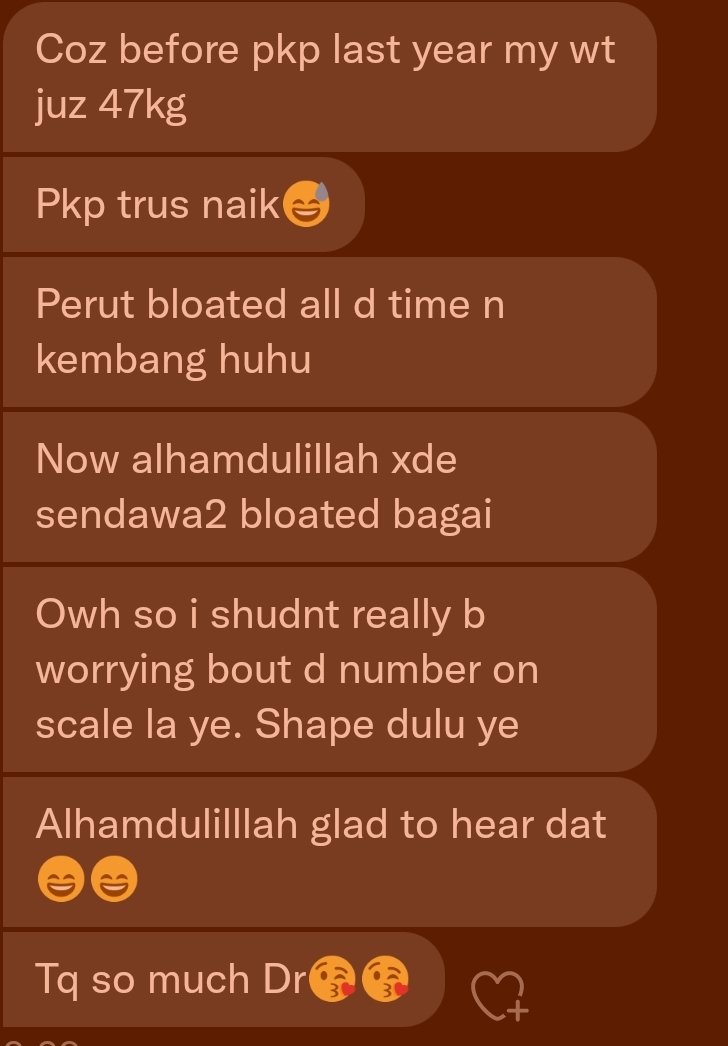 Coz before pkp last year my wt
juz 47kg
Pkp trus naik😅
Perut bloated all d time n
kembang huhu
Now alhamdulillah xde
sendawa2 bloated bagai
Owh so i shudnt really b
worrying bout d number on
scale la ye. Shape dulu ye
Alhamdulilllah glad to hear dat
😄😄
Tq so much Dr😘😘